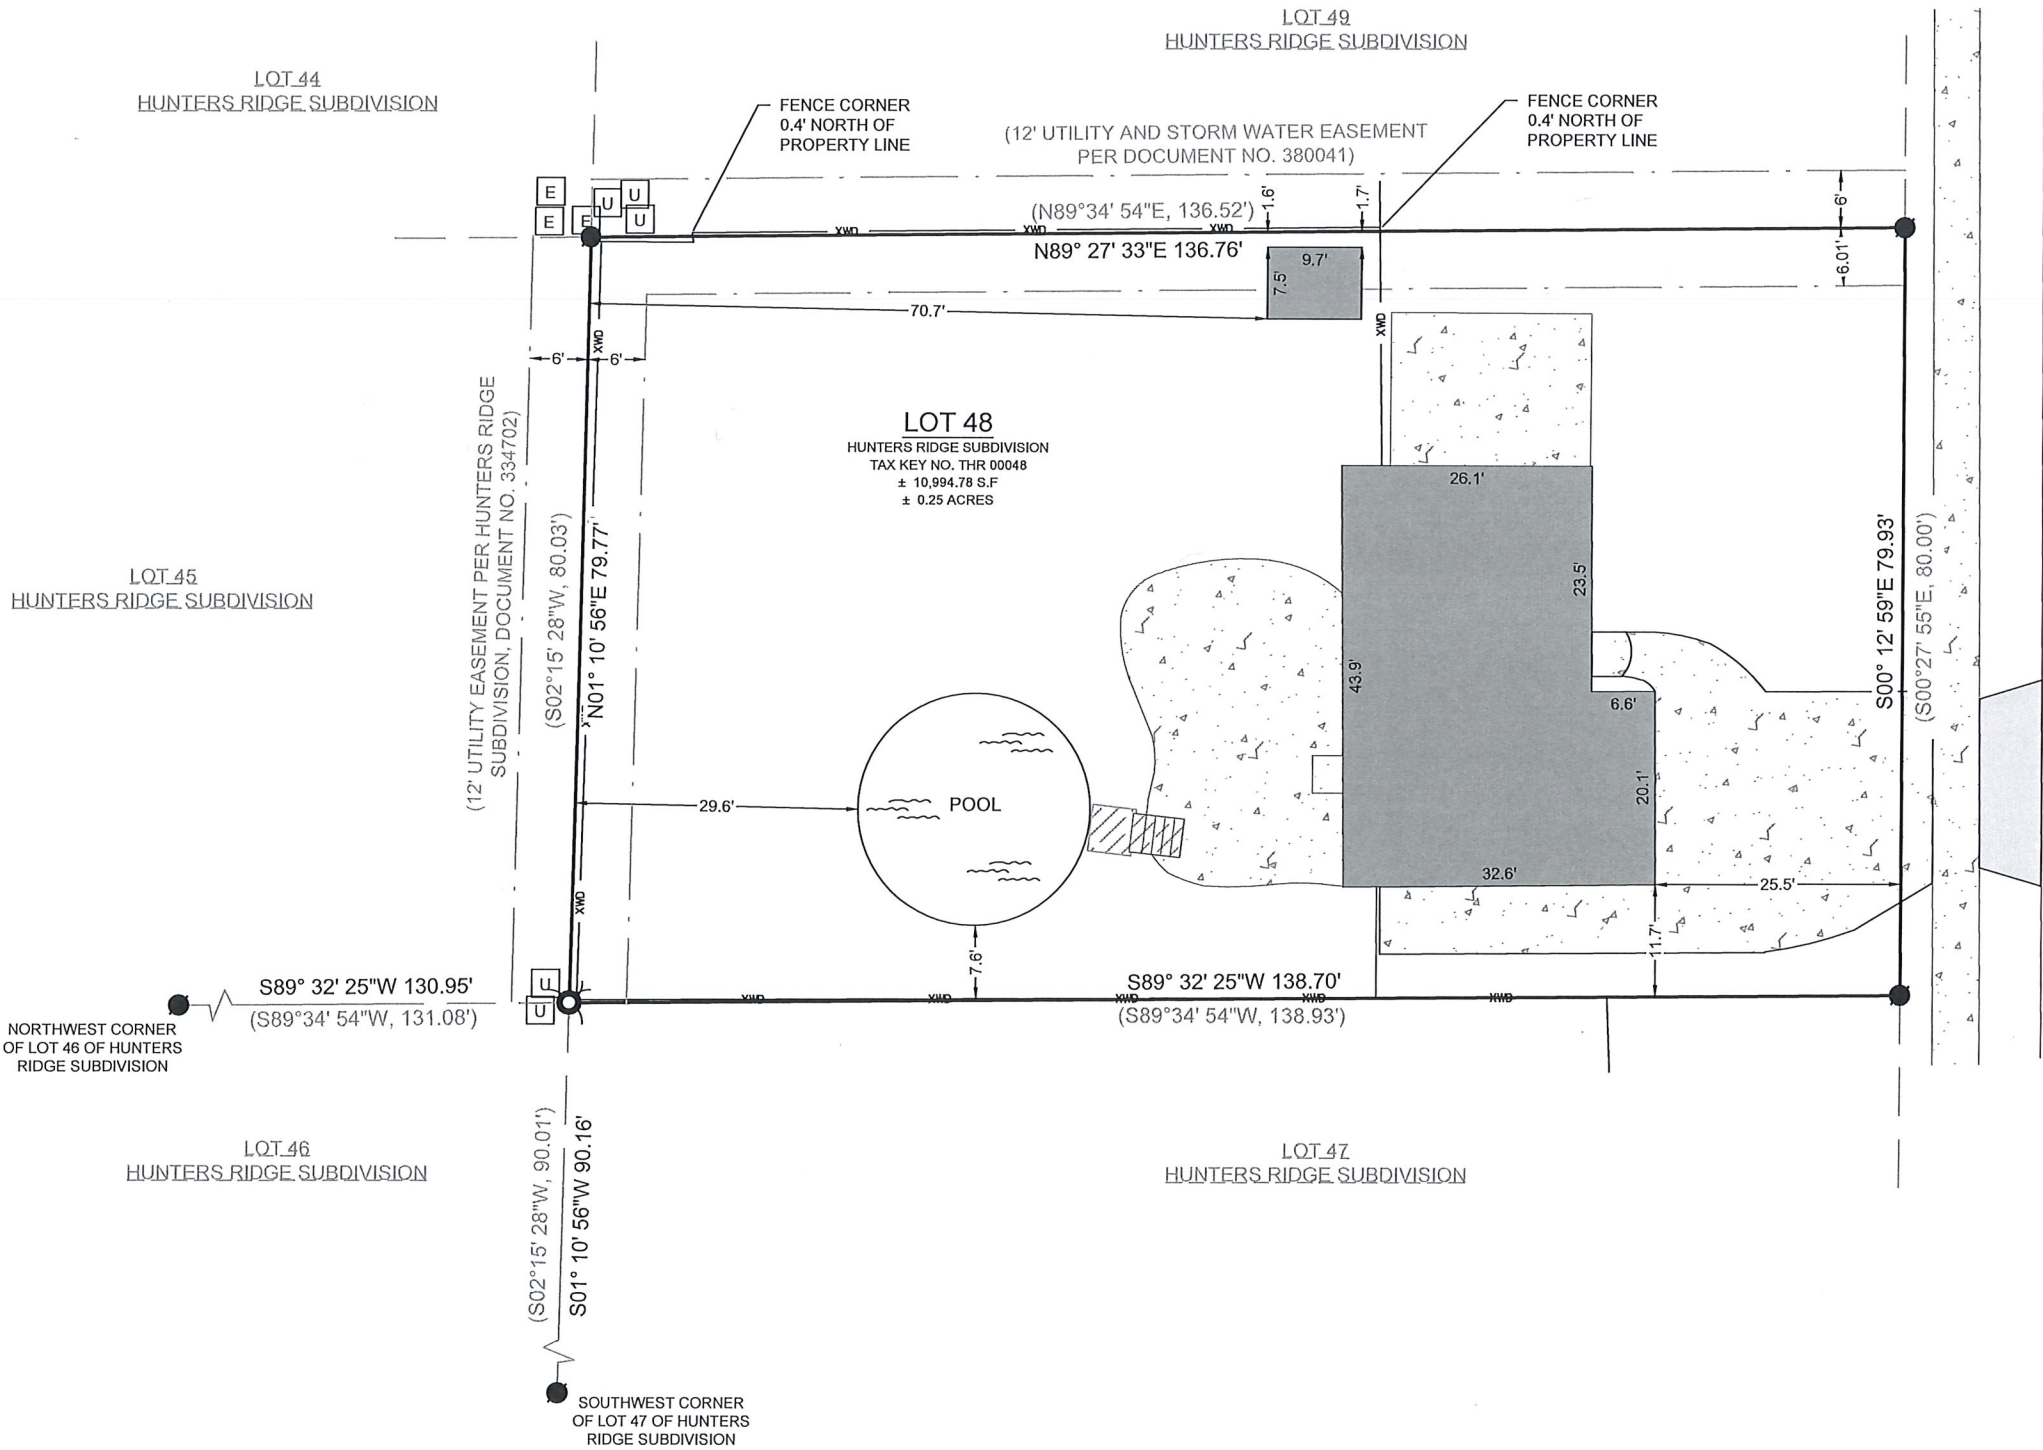 LOT 49
HUNTERS RIDGE SUBDIVISION
LOT 44
HUNTERS RIDGE SUBDIVISION
FENCE CORNER
0.4' NORTH OF
PROPERTY LINE
FENCE CORNER
0.4' NORTH OF
PROPERTY LINE
(12' UTILITY AND STORM WATER EASEMENT
PER DOCUMENT NO. 380041)
E
U
U
E
E
U
(N89°34' 54"E, 136.52')
1.6'
1.7'
6'
XWD
XWD
XWD
N89° 27' 33"E 136.76'
9.7'
7.5'
6.01'
70.7'
XWD
XWD
6'
6'
(12' UTILITY EASEMENT PER HUNTERS RIDGE
SUBDIVISION, DOCUMENT NO. 334702)
LOT 48
HUNTERS RIDGE SUBDIVISION
TAX KEY NO. THR 00048
± 10,994.78 S.F
± 0.25 ACRES
26.1'
LOT 45
HUNTERS RIDGE SUBDIVISION
(S02°15' 28"W, 80.03')
N01° 10' 56"E 79.77'
23.5'
S00° 12' 59"E 79.93'
(S00°27' 55"E, 80.00')
43.9'
6.6'
20.1'
29.6'
POOL
XWD
32.6'
25.5'
11.7'
7.6'
U
U
S89° 32' 25"W 130.95'
(S89°34' 54"W, 131.08')
XWD
XWD
XWD
XWD
XWD
S89° 32' 25"W 138.70'
(S89°34' 54"W, 138.93')
NORTHWEST CORNER
OF LOT 46 OF HUNTERS
RIDGE SUBDIVISION
LOT 46
HUNTERS RIDGE SUBDIVISION
(S02°15' 28"W, 90.01')
S01° 10' 56"W 90.16'
LOT 47
HUNTERS RIDGE SUBDIVISION
SOUTHWEST CORNER
OF LOT 47 OF HUNTERS
RIDGE SUBDIVISION